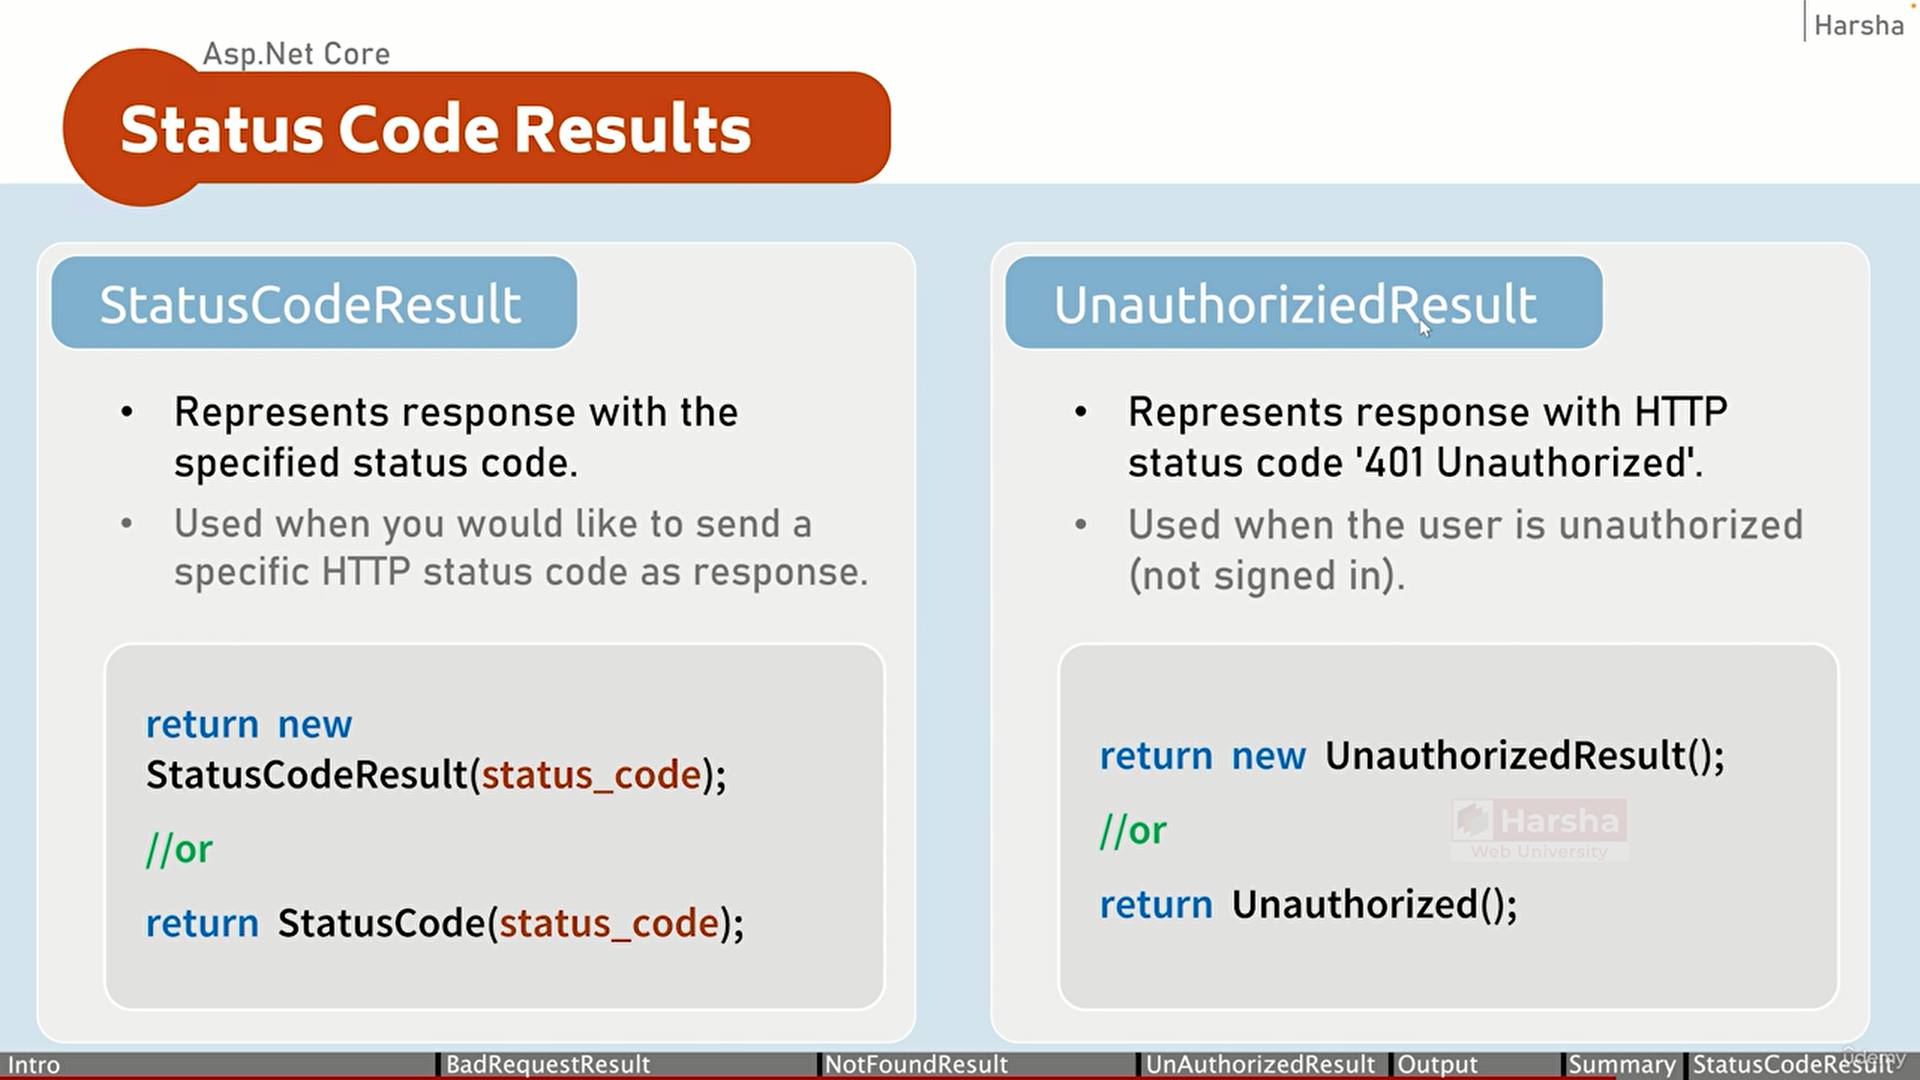 Asp.Net Core
Harsha
Status Code Results
StatusCodeResult
• Represents response with the
specified status code.
• Used when you would like to send a
specific HTTP status code as response.
return new
StatusCodeResult(status_code);
//or
return StatusCode(status_code);
UnauthoriziedResult
• Represents response with HTTP
status code '401 Unauthorized'.
• Used when the user is unauthorized
(not signed in).
return new UnauthorizedResult();
//or
return Unauthorized();
Harsha
Web University
Intro
BadRequestResult
NotFoundResult
UnAuthorizedResult
Output
Summary
StatusCodeResult
ûdemy